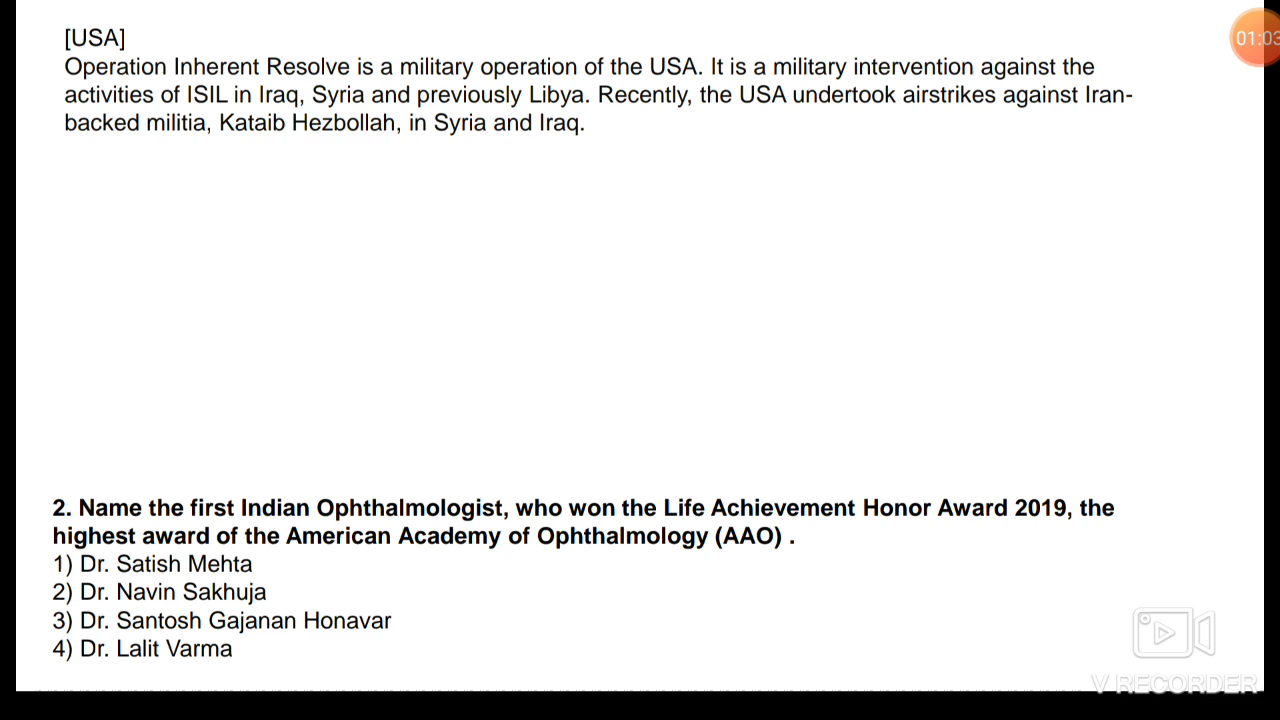 [USA]
Operation Inherent Resolve is a military operation of the USA. It is a military intervention against the
activities of ISIL in Iraq, Syria and previously Libya. Recently, the USA undertook airstrikes against Iran-
backed militia, Kataib Hezbollah, in Syria and Iraq.
01:03
2. Name the first Indian Ophthalmologist, who won the Life Achievement Honor Award 2019, the
highest award of the American Academy of Ophthalmology (AAO) .
1) Dr. Satish Mehta
2) Dr. Navin Sakhuja
3) Dr. Santosh Gajanan Honavar
4) Dr. Lalit Varma
V RECORDER